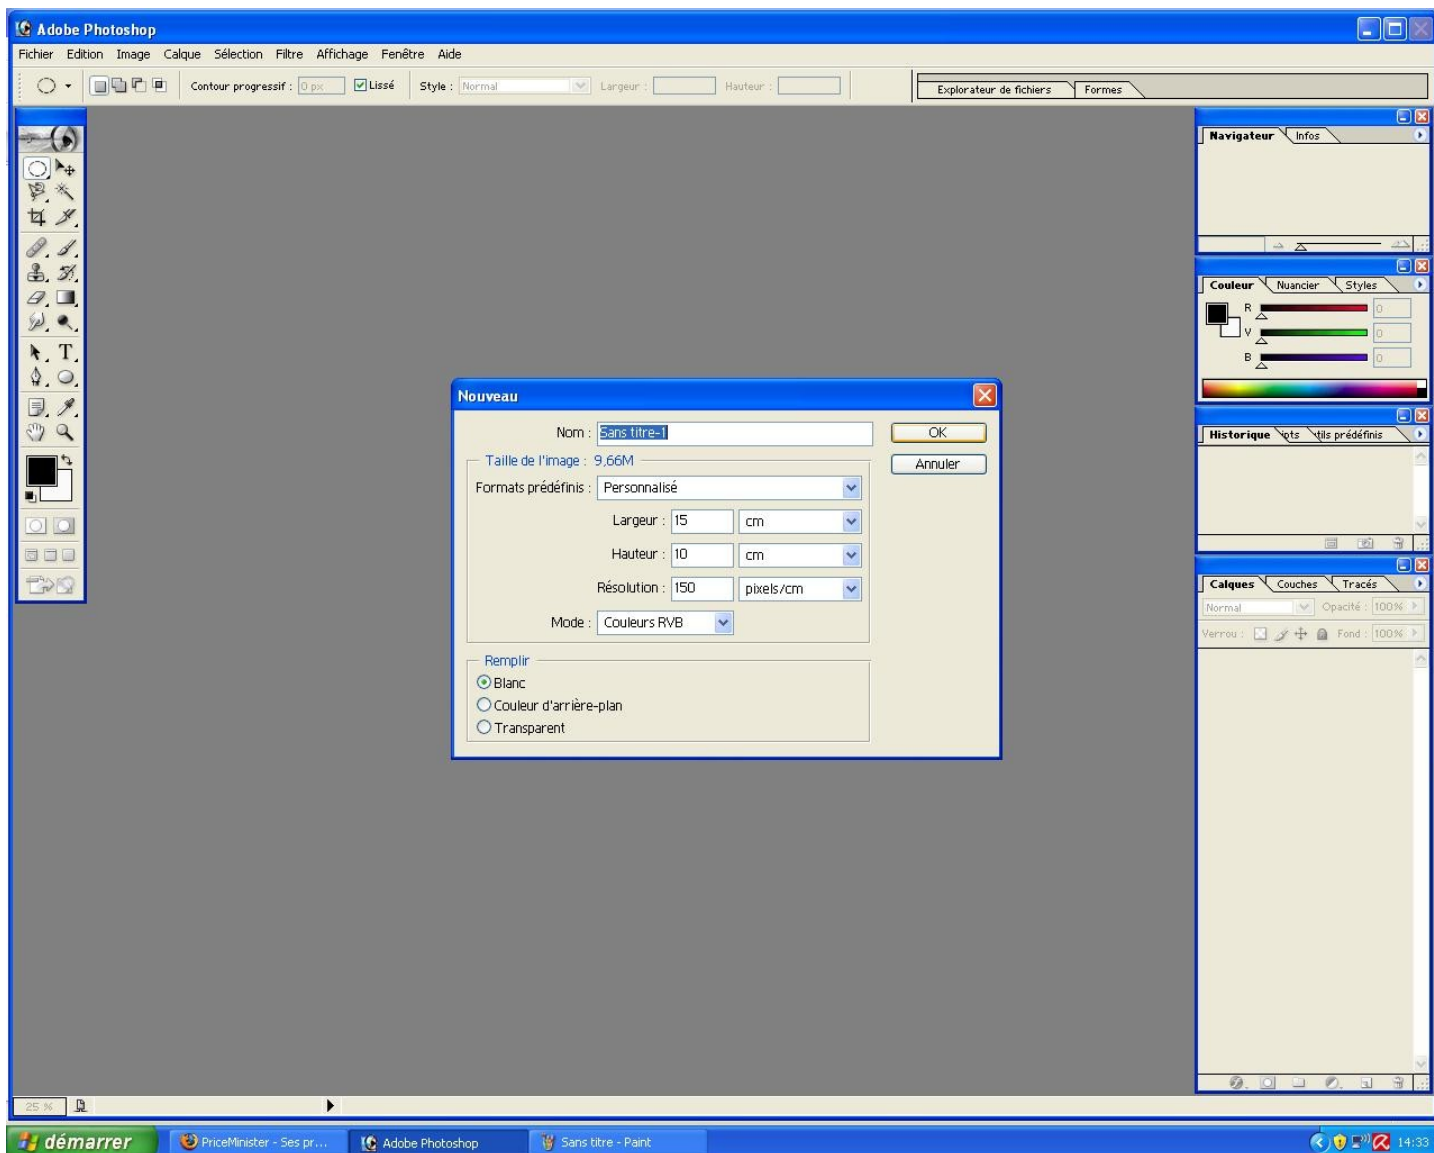 Adobe Photoshop
Fichier Edition Image Calque Sélection Filtre Affichage Fenêtre Aide
Contour progressif : 0 px Lissé Style : Normal Largeur : Hauteur : Explorateur de fichiers Formes
Navigateur Infos
Couleur Nuancier Styles
R 0
V 0
B 0
Nouveau
Nom : Sans titre-1 OK
Taille de l'image : 9,66M Annuler
Formats prédéfinis : Personnalisé
Largeur : 15 cm
Hauteur : 10 cm
Résolution : 150 pixels/cm
Mode : Couleurs RVB
Remplir
Blanc
Couleur d'arrière-plan
Transparent
Historique ipts utils prédéfinis
Calques Couches Tracés
Normal Opacité : 100%
Verrou : Fond : 100%
T
25 %
démarrer PriceMinister - Ses pr... Adobe Photoshop Sans titre - Paint 14:33